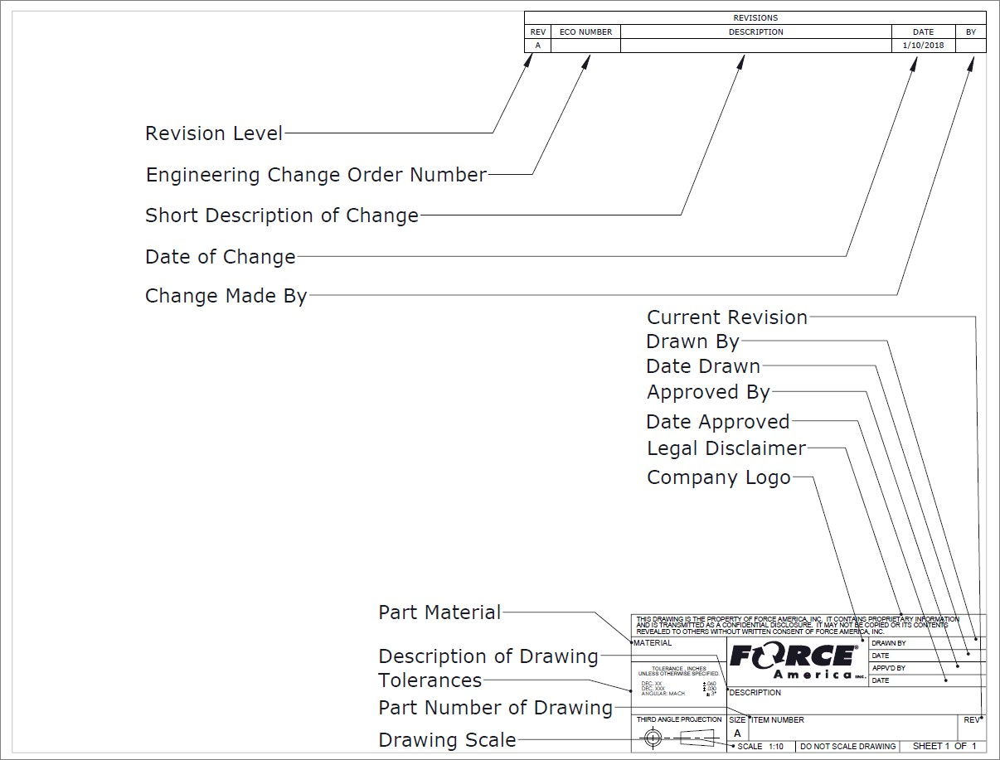 REVISIONS
REV ECO NUMBER DESCRIPTION DATE BY
A 1/10/2018
Revision Level
Engineering Change Order Number
Short Description of Change
Date of Change
Change Made By
Current Revision
Drawn By
Date Drawn
Approved By
Date Approved
Legal Disclaimer
Company Logo
Part Material
Description of Drawing
Tolerances
Part Number of Drawing
Drawing Scale
THIS DRAWING IS THE PROPERTY OF FORCE AMERICA, INC. IT CONTAINS PROPRIETARY INFORMATION
AND IS TRANSMITTED AS A CONFIDENTIAL DISCLOSURE. IT MAY NOT BE COPIED OR ITS CONTENTS
REVEALED TO OTHERS WITHOUT WRITTEN CONSENT OF FORCE AMERICA, INC.
MATERIAL
TOLERANCE, INCHES
UNLESS OTHERWISE SPECIFIED.
DEC. XX ±.060
DEC. XXX ±.030
ANGULAR: MACH ±3°
THIRD ANGLE PROJECTION
FORCE®
America INC.
DRAWN BY
DATE
APPV'D BY
DATE
DESCRIPTION
SIZE ITEM NUMBER REV
A
SCALE 1:10 DO NOT SCALE DRAWING SHEET 1 OF 1